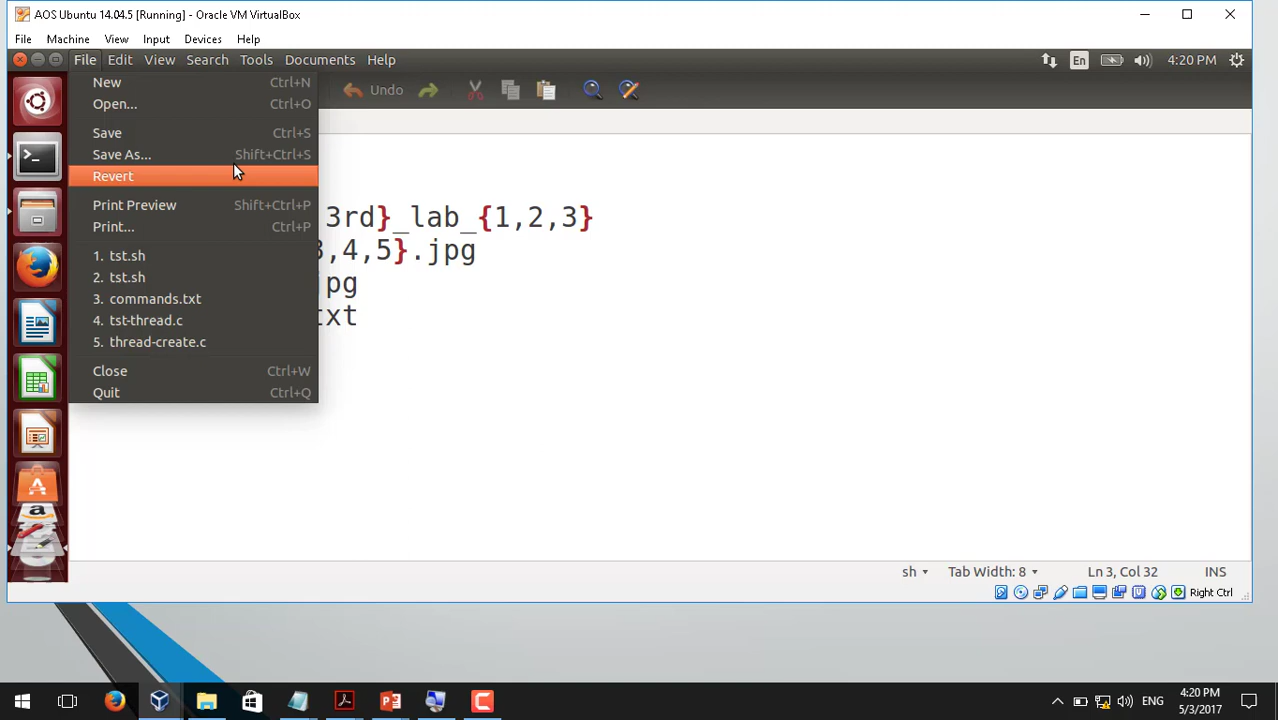 AOS Ubuntu 14.04.5 [Running] - Oracle VM VirtualBox
File Machine View Input Devices Help
File Edit View Search Tools Documents Help En 4:20 PM
New Ctrl+N
Open... Ctrl+O
Undo
Save Ctrl+S
Save As... Shift+Ctrl+S
Revert
Print Preview Shift+Ctrl+P
Print... Ctrl+P
1. tst.sh
2. tst.sh
3. commands.txt
4. tst-thread.c
5. thread-create.c
Close Ctrl+W
Quit Ctrl+Q
3rd}_lab_{1,2,3}
,4,5}.jpg
jpg
txt
sh Tab Width: 8 Ln 3, Col 32 INS
Right Ctrl
ENG 4:20 PM
5/3/2017